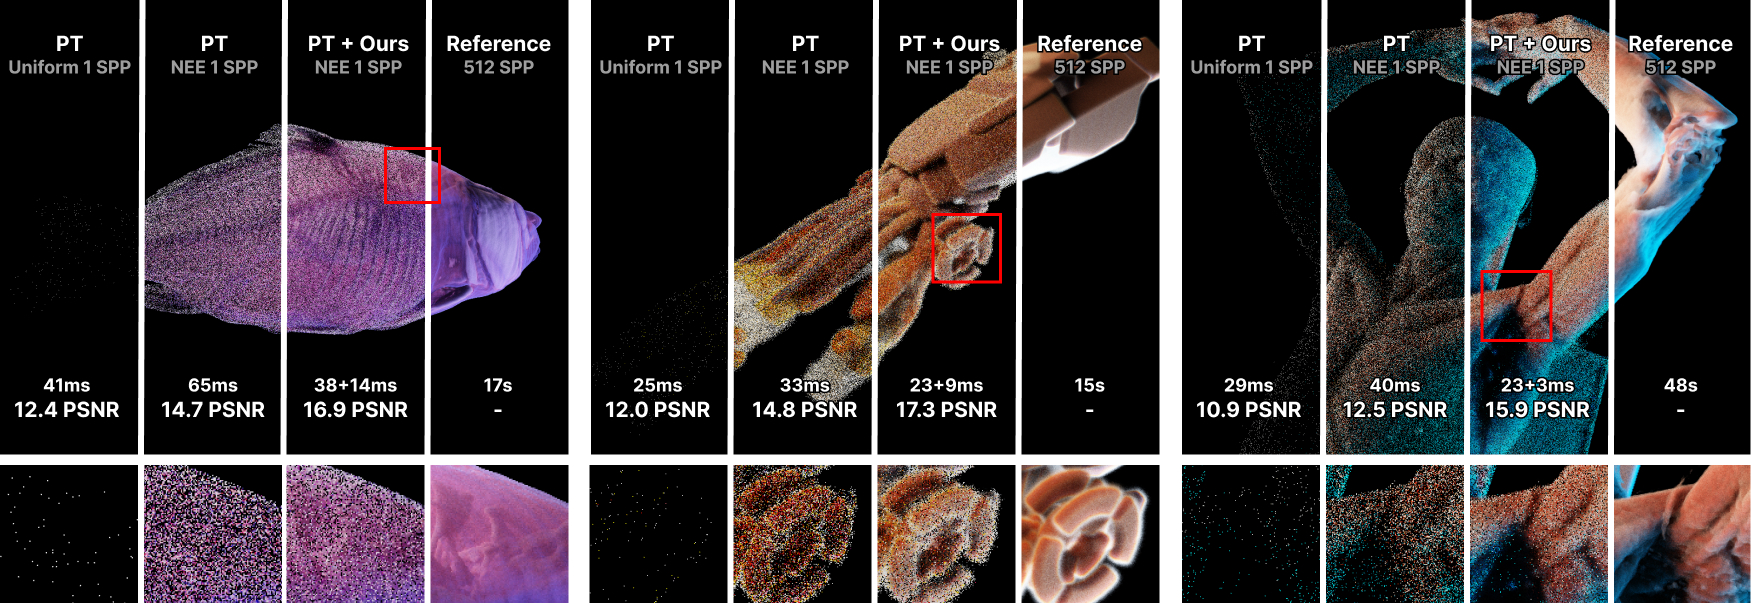 PT
Uniform 1 SPP
41ms
12.4 PSNR
PT
NEE 1 SPP
65ms
14.7 PSNR
PT + Ours
NEE 1 SPP
38+14ms
16.9 PSNR
Reference
512 SPP
17s
-
PT
Uniform 1 SPP
25ms
12.0 PSNR
PT
NEE 1 SPP
33ms
14.8 PSNR
PT + Ours
NEE 1 SPP
23+9ms
17.3 PSNR
Reference
512 SPP
15s
-
PT
Uniform 1 SPP
29ms
10.9 PSNR
PT
NEE 1 SPP
40ms
12.5 PSNR
PT + Ours
NEE 1 SPP
23+3ms
15.9 PSNR
Reference
512 SPP
48s
-